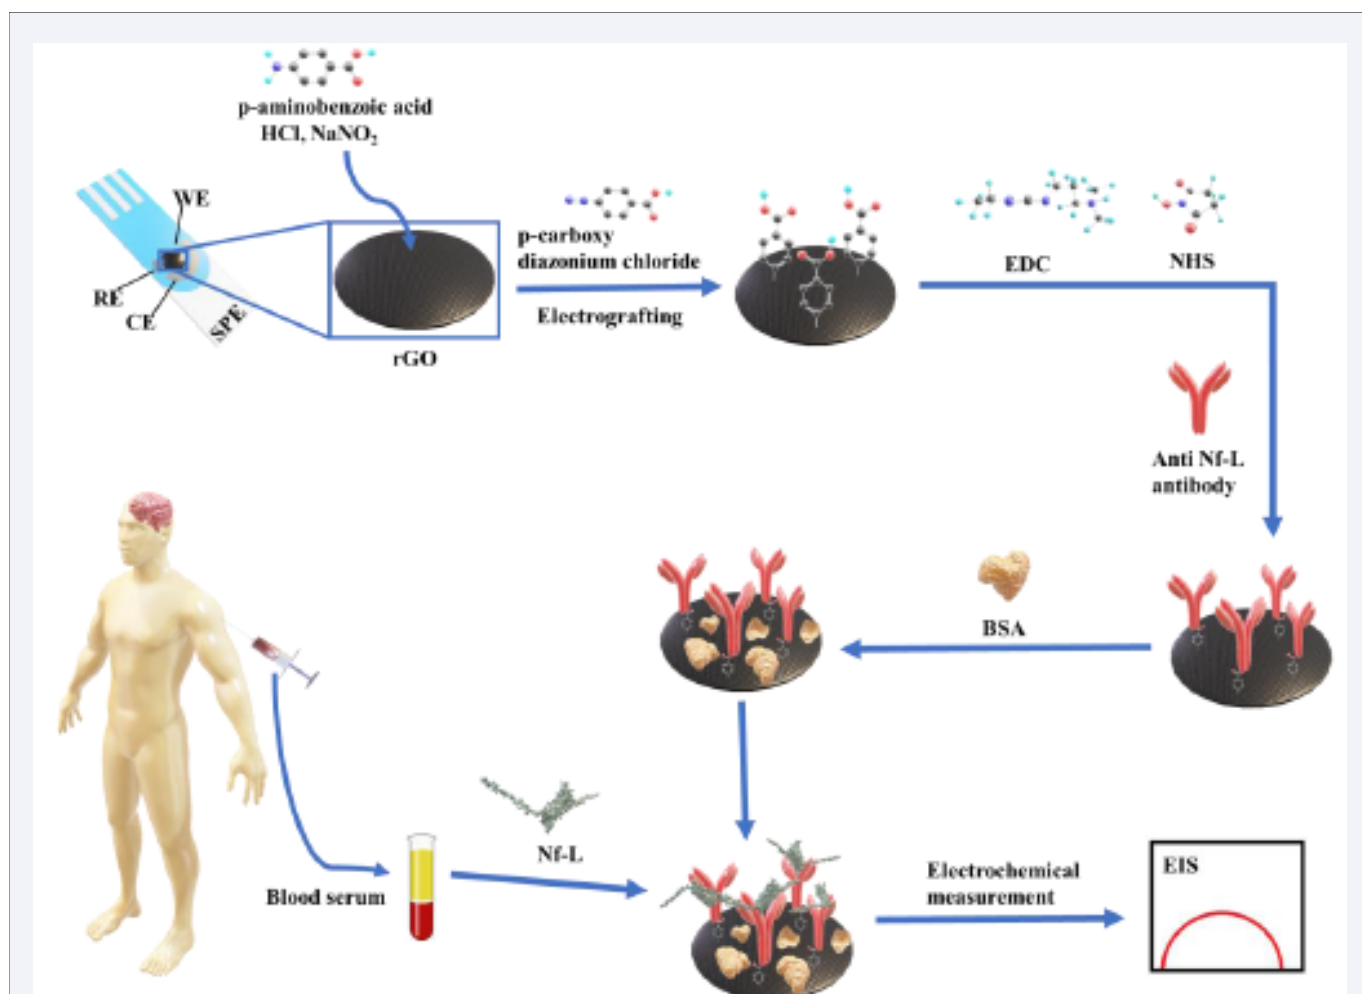 p-aminobenzoic acid
HCl, NaNO₂
WE
RE
CE
SPE
rGO
p-carboxy
diazonium chloride
Electrografting
EDC
NHS
Anti Nf-L
antibody
BSA
Nf-L
Blood serum
Electrochemical
measurement
EIS